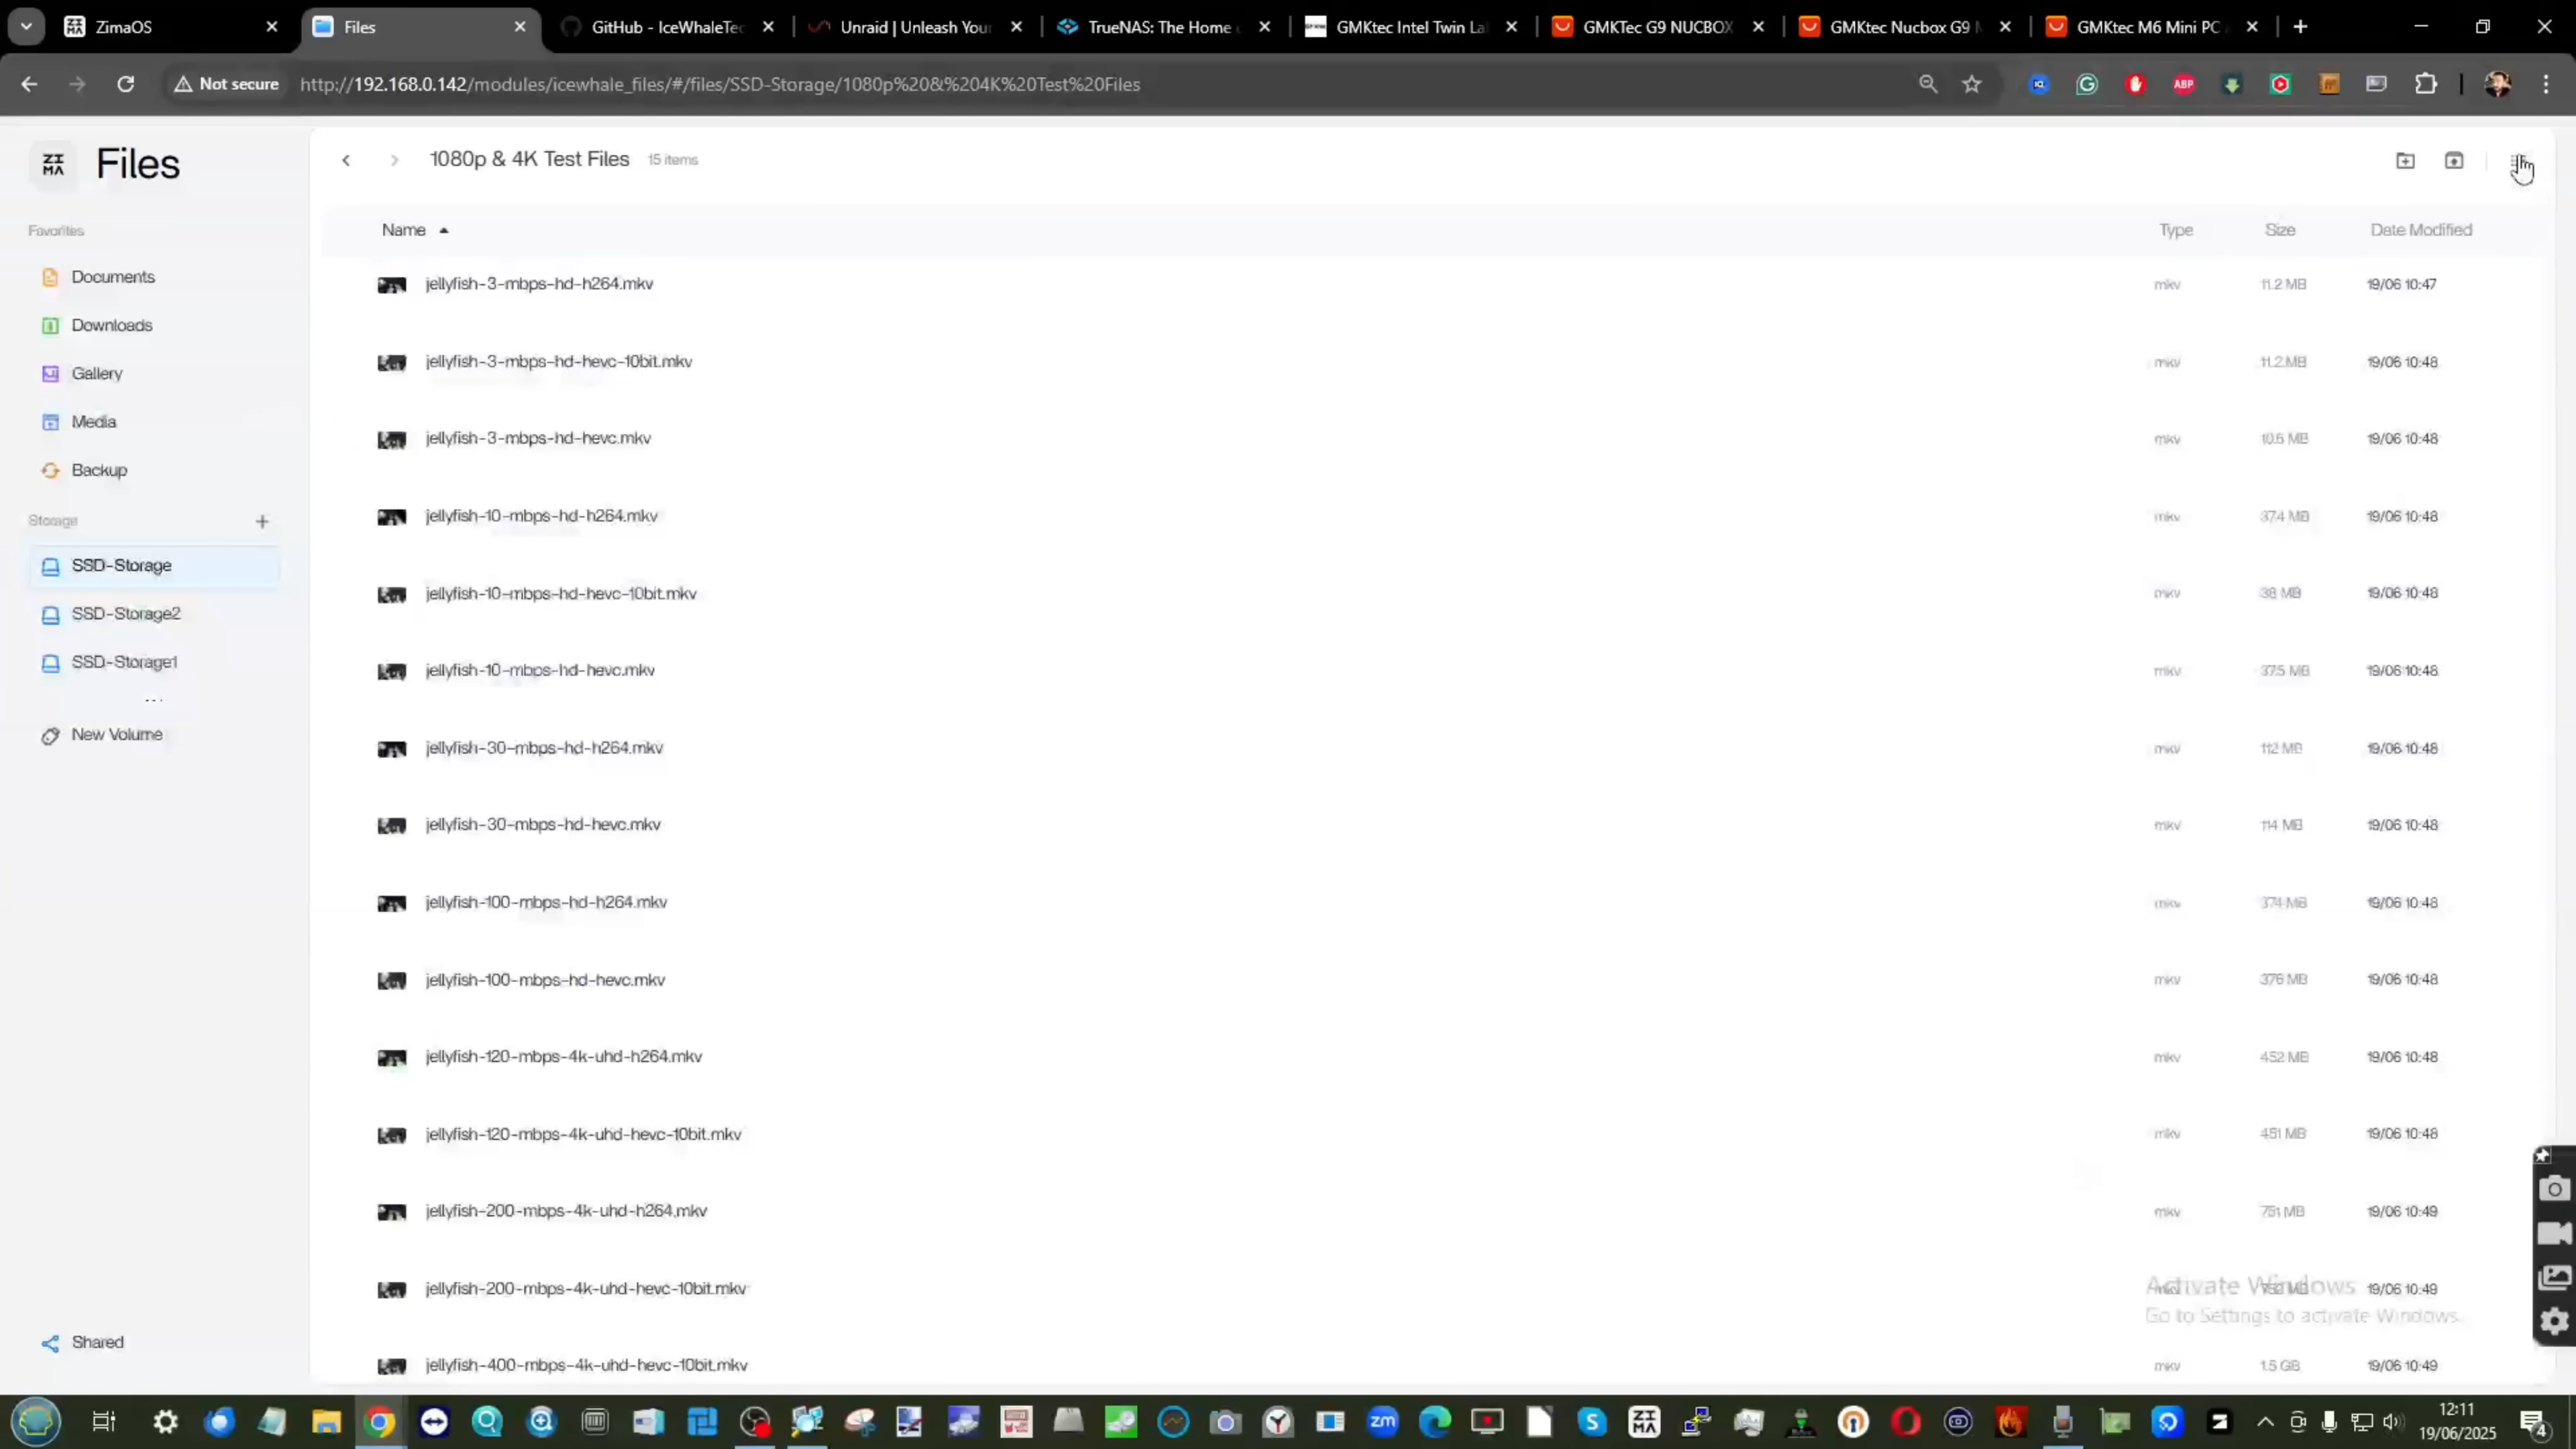 ZimaOS
Files
GitHub - IceWhaleTec
Unraid | Unleash Your
TrueNAS: The Home
GMKtec Intel Twin La
GMKTec G9 NUCBOX
GMKtec Nucbox G9
GMKtec M6 Mini PC
Not secure
http://192.168.0.142/modules/icewhale_files/#/files/SSD-Storage/1080p%20&%204K%20Test%20Files
ABP
ZI
MA
Files
1080p & 4K Test Files 15 items
Favorites
Documents
Downloads
Gallery
Media
Backup
Storage
SSD-Storage
SSD-Storage2
SSD-Storage1
...
New Volume
Shared
Name Type Size Date Modified
jellyfish-3-mbps-hd-h264.mkv mkv 11.2 MB 19/06 10:47
jellyfish-3-mbps-hd-hevc-10bit.mkv mkv 11.2 MB 19/06 10:48
jellyfish-3-mbps-hd-hevc.mkv mkv 10.6 MB 19/06 10:48
jellyfish-10-mbps-hd-h264.mkv mkv 37.4 MB 19/06 10:48
jellyfish-10-mbps-hd-hevc-10bit.mkv mkv 38 MB 19/06 10:48
jellyfish-10-mbps-hd-hevc.mkv mkv 37.5 MB 19/06 10:48
jellyfish-30-mbps-hd-h264.mkv mkv 112 MB 19/06 10:48
jellyfish-30-mbps-hd-hevc.mkv mkv 114 MB 19/06 10:48
jellyfish-100-mbps-hd-h264.mkv mkv 374 MB 19/06 10:48
jellyfish-100-mbps-hd-hevc.mkv mkv 376 MB 19/06 10:48
jellyfish-120-mbps-4k-uhd-h264.mkv mkv 452 MB 19/06 10:48
jellyfish-120-mbps-4k-uhd-hevc-10bit.mkv mkv 451 MB 19/06 10:48
jellyfish-200-mbps-4k-uhd-h264.mkv mkv 751 MB 19/06 10:49
jellyfish-200-mbps-4k-uhd-hevc-10bit.mkv 19/06 10:49
jellyfish-400-mbps-4k-uhd-hevc-10bit.mkv mkv 1.5 GB 19/06 10:49
Activate Windows
Go to Settings to activate Windows.
zm
ZI
MA
12:11
19/06/2025
4